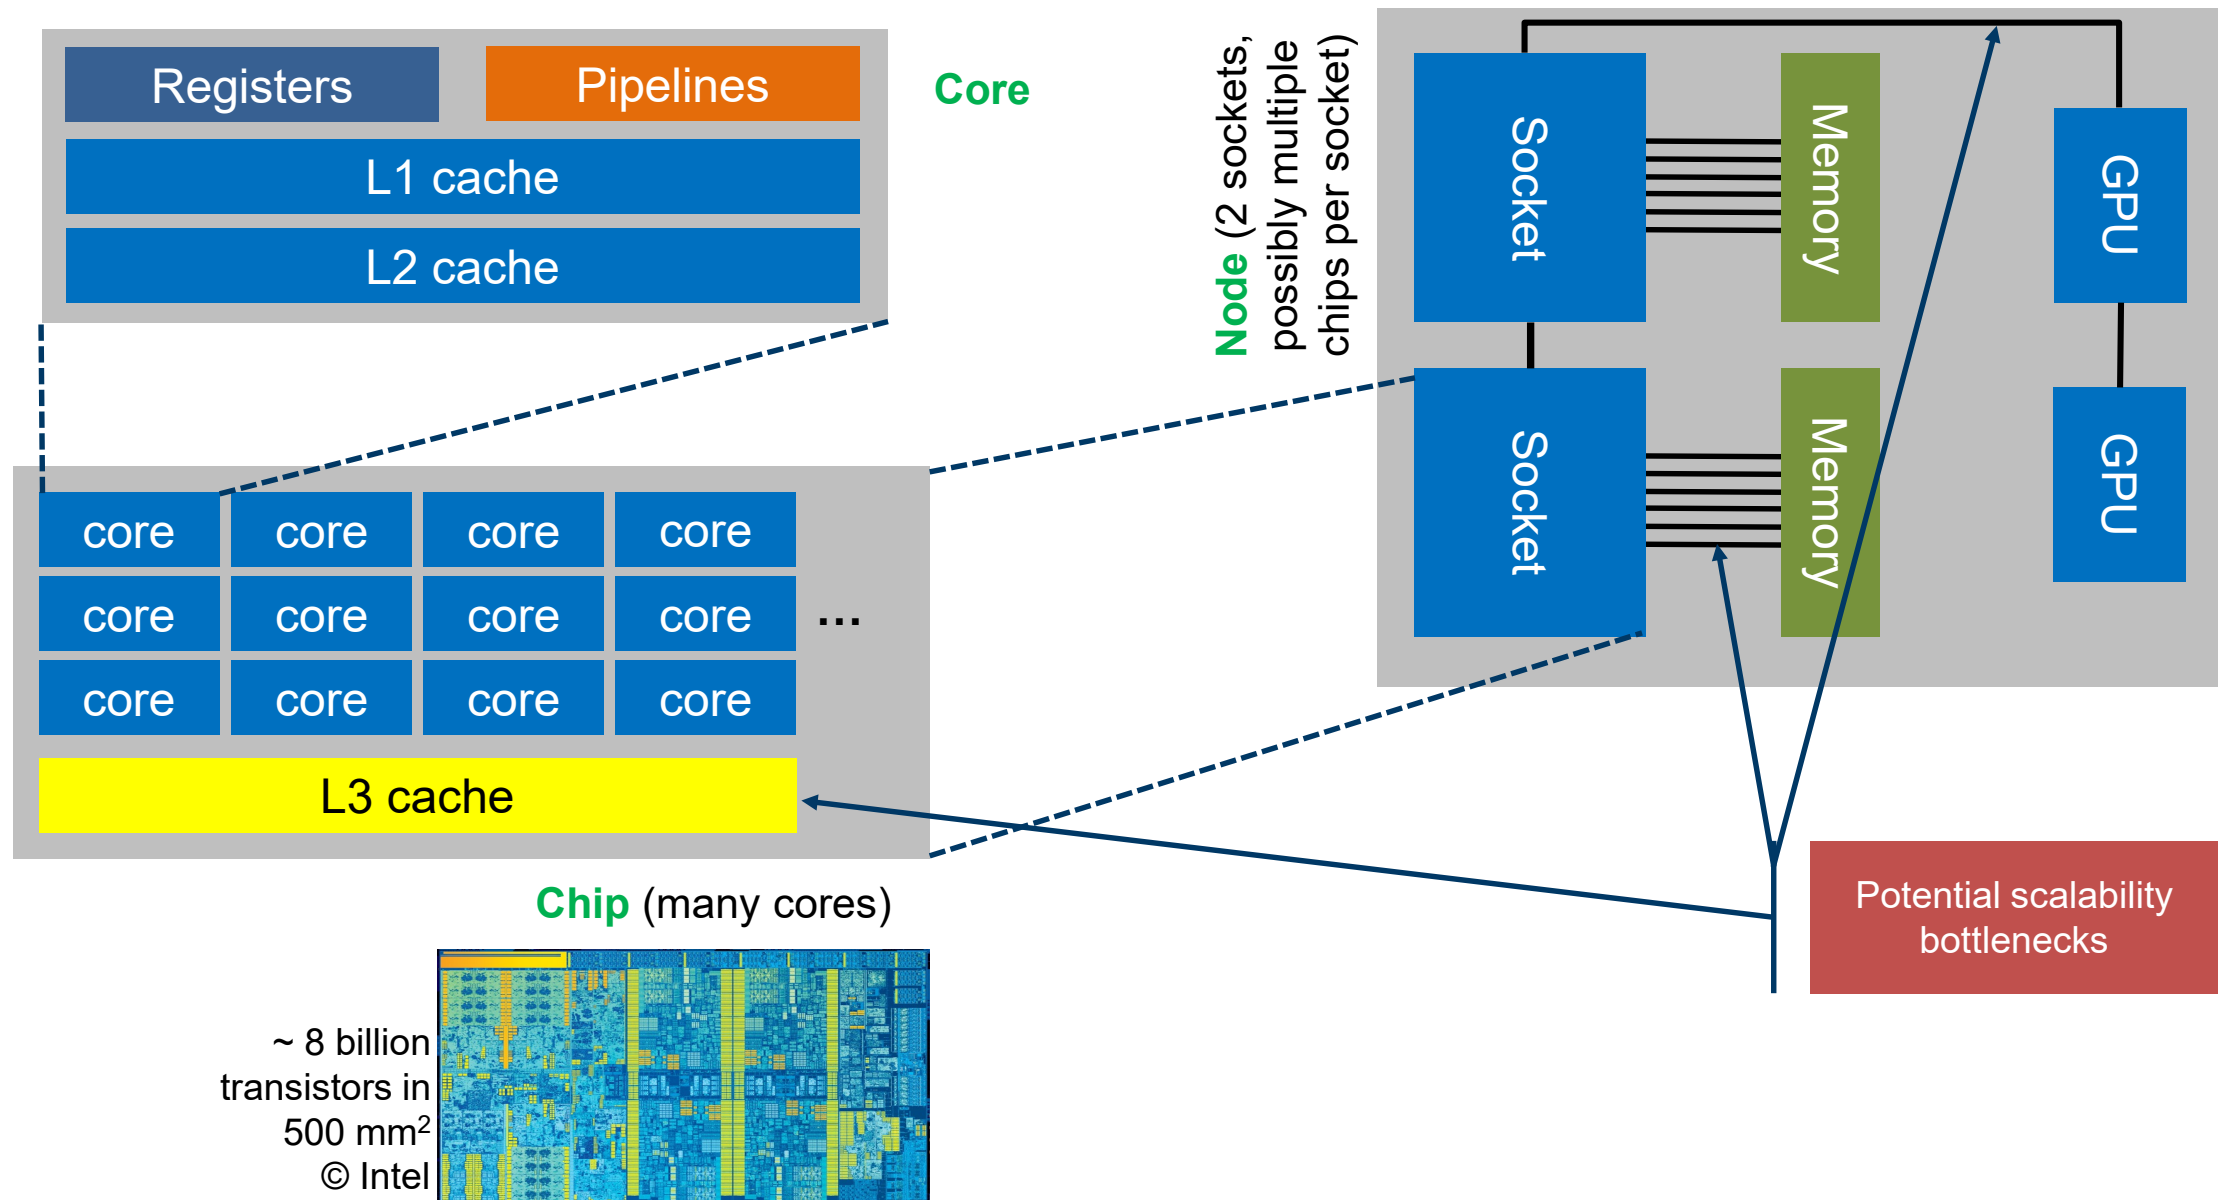 Registers
Pipelines
Core
L1 cache
L2 cache
Node (2 sockets,
possibly multiple
chips per socket)
Socket
Memory
GPU
Socket
Memory
GPU
core core core core
core core core core ...
core core core core
L3 cache
Chip (many cores)
Potential scalability
bottlenecks
~ 8 billion
transistors in
500 mm²
© Intel